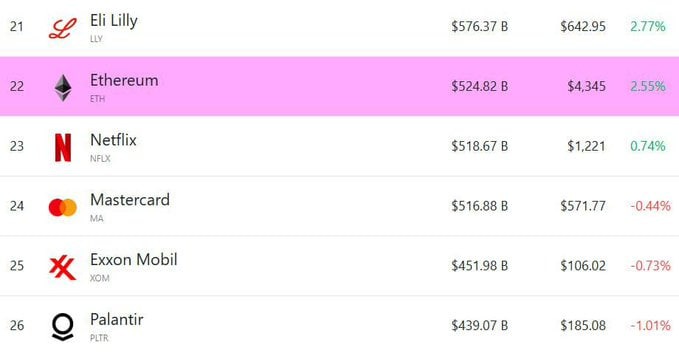 21 Eli Lilly $576.37 B $642.95 2.77%
LLY
22 Ethereum $524.82 B $4,345 2.55%
ETH
23 Netflix $518.67 B $1,221 0.74%
NFLX
24 Mastercard $516.88 B $571.77 -0.44%
MA
25 Exxon Mobil $451.98 B $106.02 -0.73%
XOM
26 Palantir $439.07 B $185.08 -1.01%
PLTR